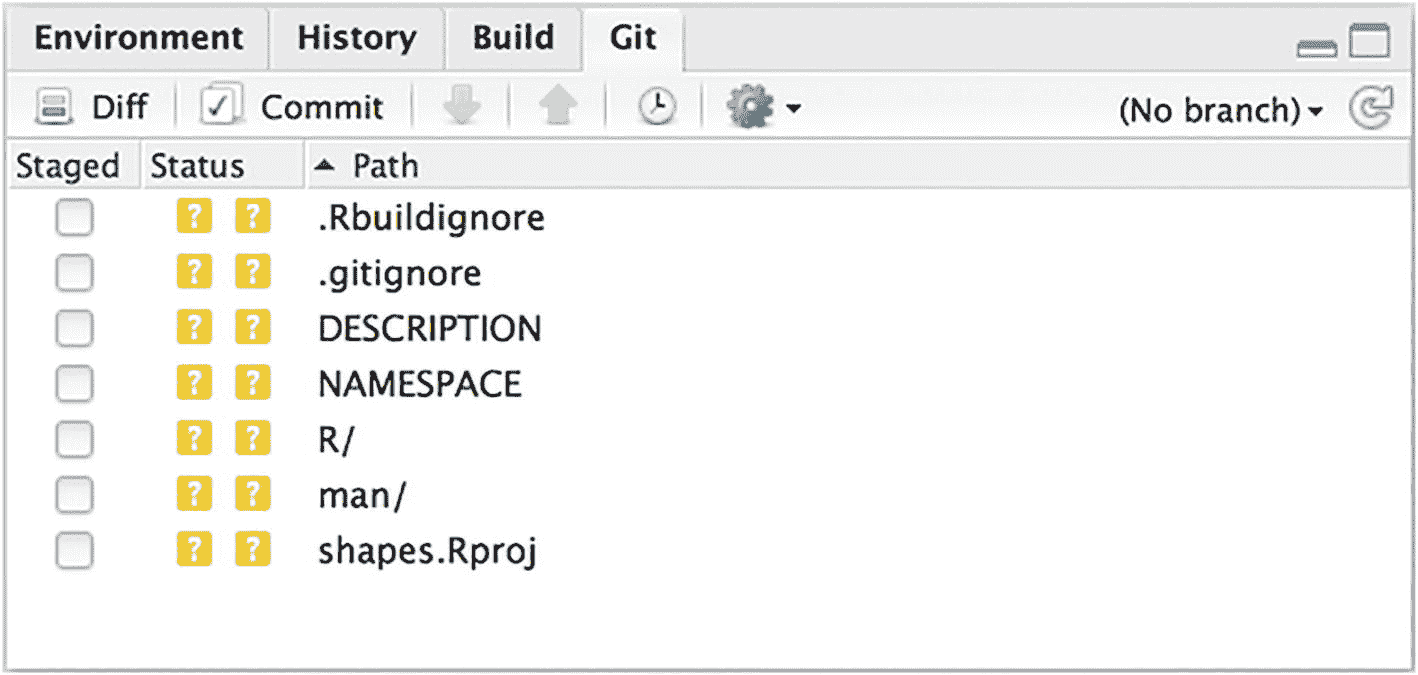 Environment History Build Git
Diff Commit (No branch)
Staged Status Path
? ? .Rbuildignore
? ? .gitignore
? ? DESCRIPTION
? ? NAMESPACE
? ? R/
? ? man/
? ? shapes.Rproj